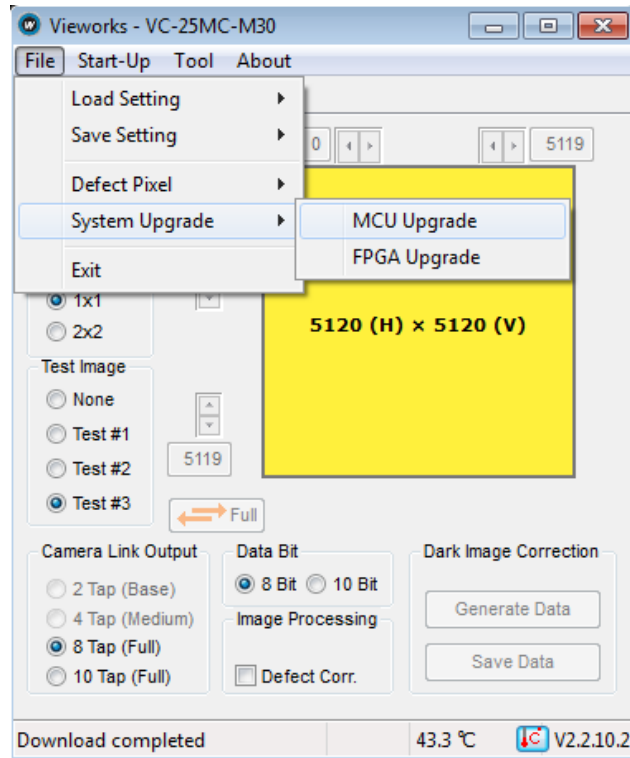 Vieworks - VC-25MC-M30
File Start-Up Tool About
Load Setting
Save Setting
Defect Pixel
System Upgrade
Exit
MCU Upgrade
FPGA Upgrade
0 5119
1x1
2x2
5120 (H) × 5120 (V)
Test Image
None
Test #1
Test #2
Test #3
5119
Full
Camera Link Output
2 Tap (Base)
4 Tap (Medium)
8 Tap (Full)
10 Tap (Full)
Data Bit
8 Bit 10 Bit
Image Processing
Defect Corr.
Dark Image Correction
Generate Data
Save Data
Download completed 43.3 ℃ V2.2.10.2